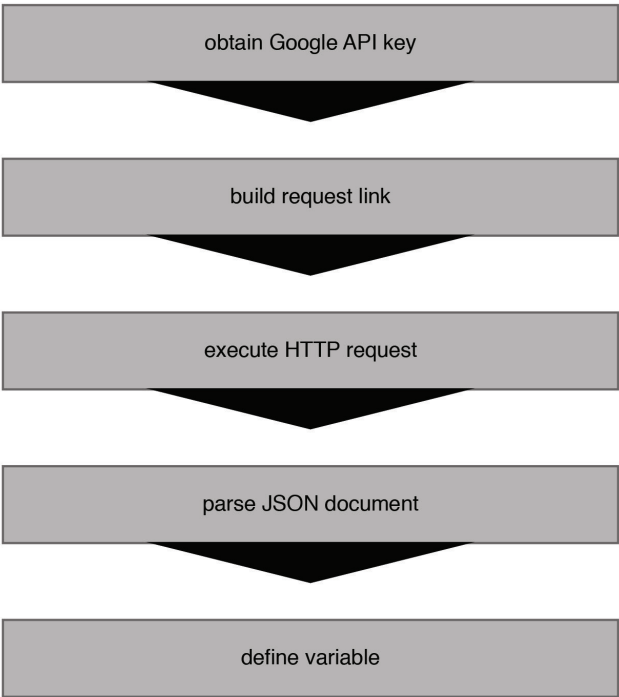 obtain Google API key
build request link
execute HTTP request
parse JSON document
define variable